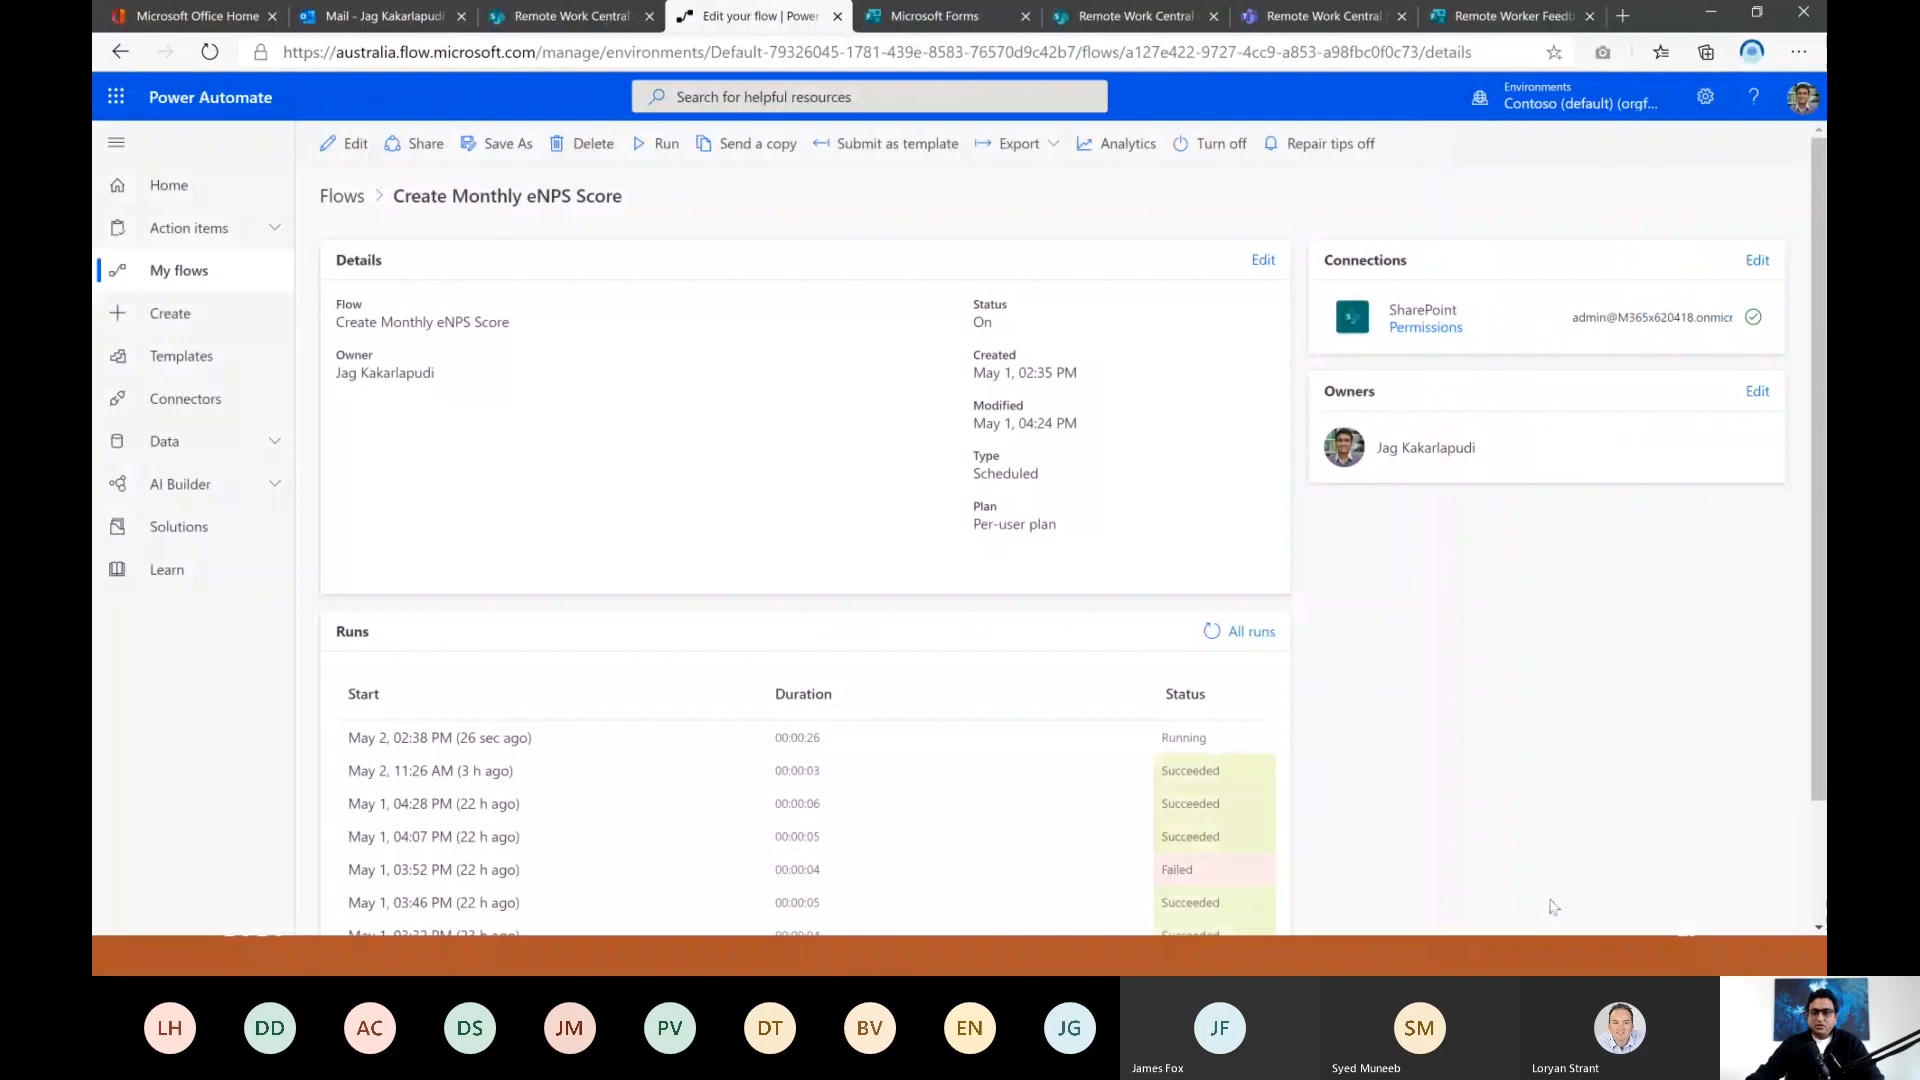 Microsoft Office Home
Mail - Jag Kakarlapudi
Remote Work Central
Edit your flow | Power
Microsoft Forms
Remote Work Central
Remote Work Central
Remote Worker Feedb
https://australia.flow.microsoft.com/manage/environments/Default-79326045-1781-439e-8583-76570d9c42b7/flows/a127e422-9727-4cc9-a853-a98fbc0f0c73/details
Power Automate
Search for helpful resources
Environments
Contoso (default) (orgf...
Edit
Share
Save As
Delete
Run
Send a copy
Submit as template
Export
Analytics
Turn off
Repair tips off
Home
Action items
My flows
Create
Templates
Connectors
Data
AI Builder
Solutions
Learn
Flows > Create Monthly eNPS Score
Details
Edit
Flow
Create Monthly eNPS Score
Owner
Jag Kakarlapudi
Status
On
Created
May 1, 02:35 PM
Modified
May 1, 04:24 PM
Type
Scheduled
Plan
Per-user plan
Connections
Edit
SharePoint
Permissions
admin@M365x620418.onmicr
Owners
Edit
Jag Kakarlapudi
Runs
All runs
Start Duration Status
May 2, 02:38 PM (26 sec ago) 00:00:26 Running
May 2, 11:26 AM (3 h ago) 00:00:03 Succeeded
May 1, 04:28 PM (22 h ago) 00:00:06 Succeeded
May 1, 04:07 PM (22 h ago) 00:00:05 Succeeded
May 1, 03:52 PM (22 h ago) 00:00:04 Failed
May 1, 03:46 PM (22 h ago) 00:00:05 Succeeded
LH
DD
AC
DS
JM
PV
DT
BV
EN
JG
JF
James Fox
SM
Syed Muneeb
Loryan Strant